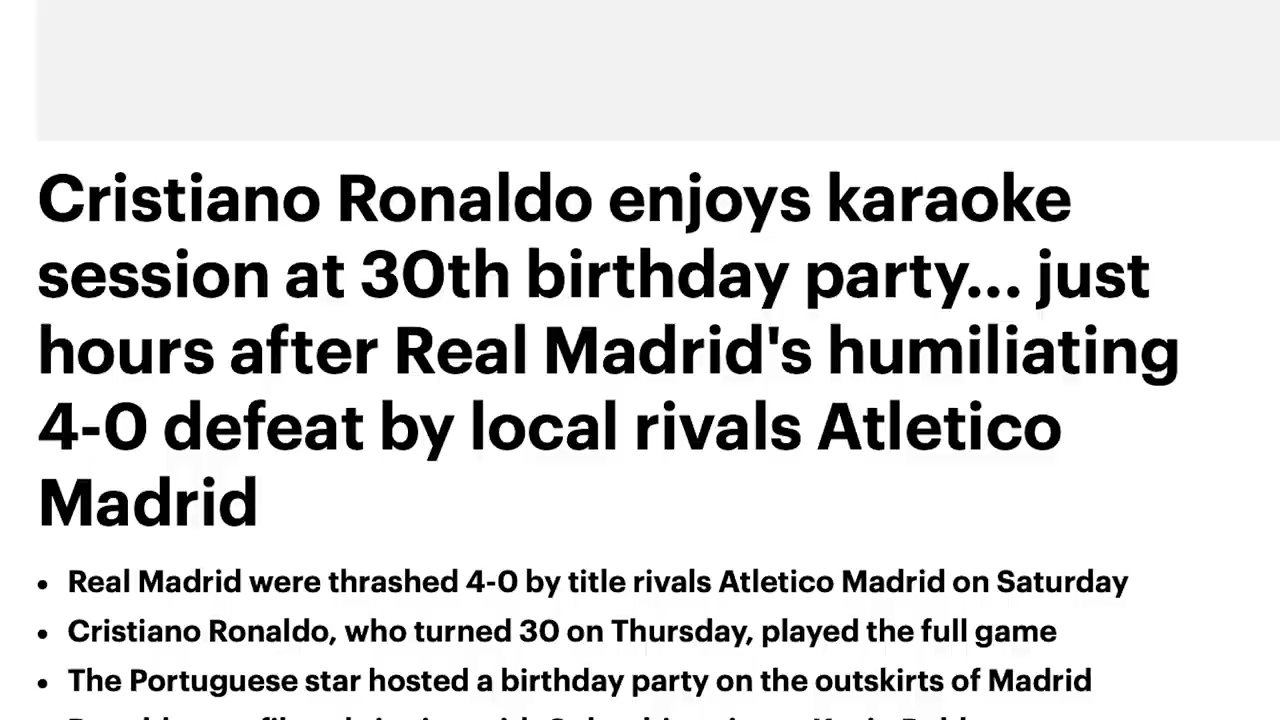 Cristiano Ronaldo enjoys karaoke
session at 30th birthday party... just
hours after Real Madrid's humiliating
4-0 defeat by local rivals Atletico
Madrid
• Real Madrid were thrashed 4-0 by title rivals Atletico Madrid on Saturday
• Cristiano Ronaldo, who turned 30 on Thursday, played the full game
• The Portuguese star hosted a birthday party on the outskirts of Madrid